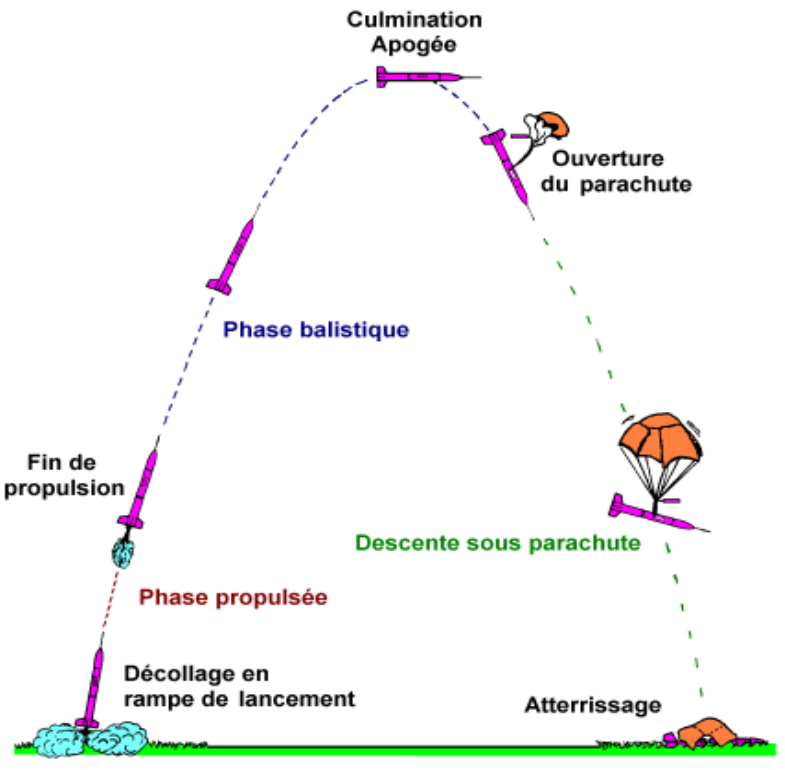 Culmination
Apogée
Ouverture
du parachute
Phase balistique
Fin de
propulsion
Descente sous parachute
Phase propulsée
Décollage en
rampe de lancement
Atterrissage